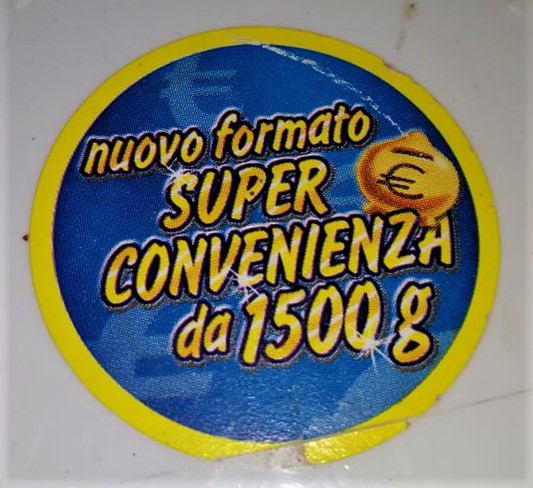 nuovo formato
SUPER
CONVENIENZA
da 1500 g
€